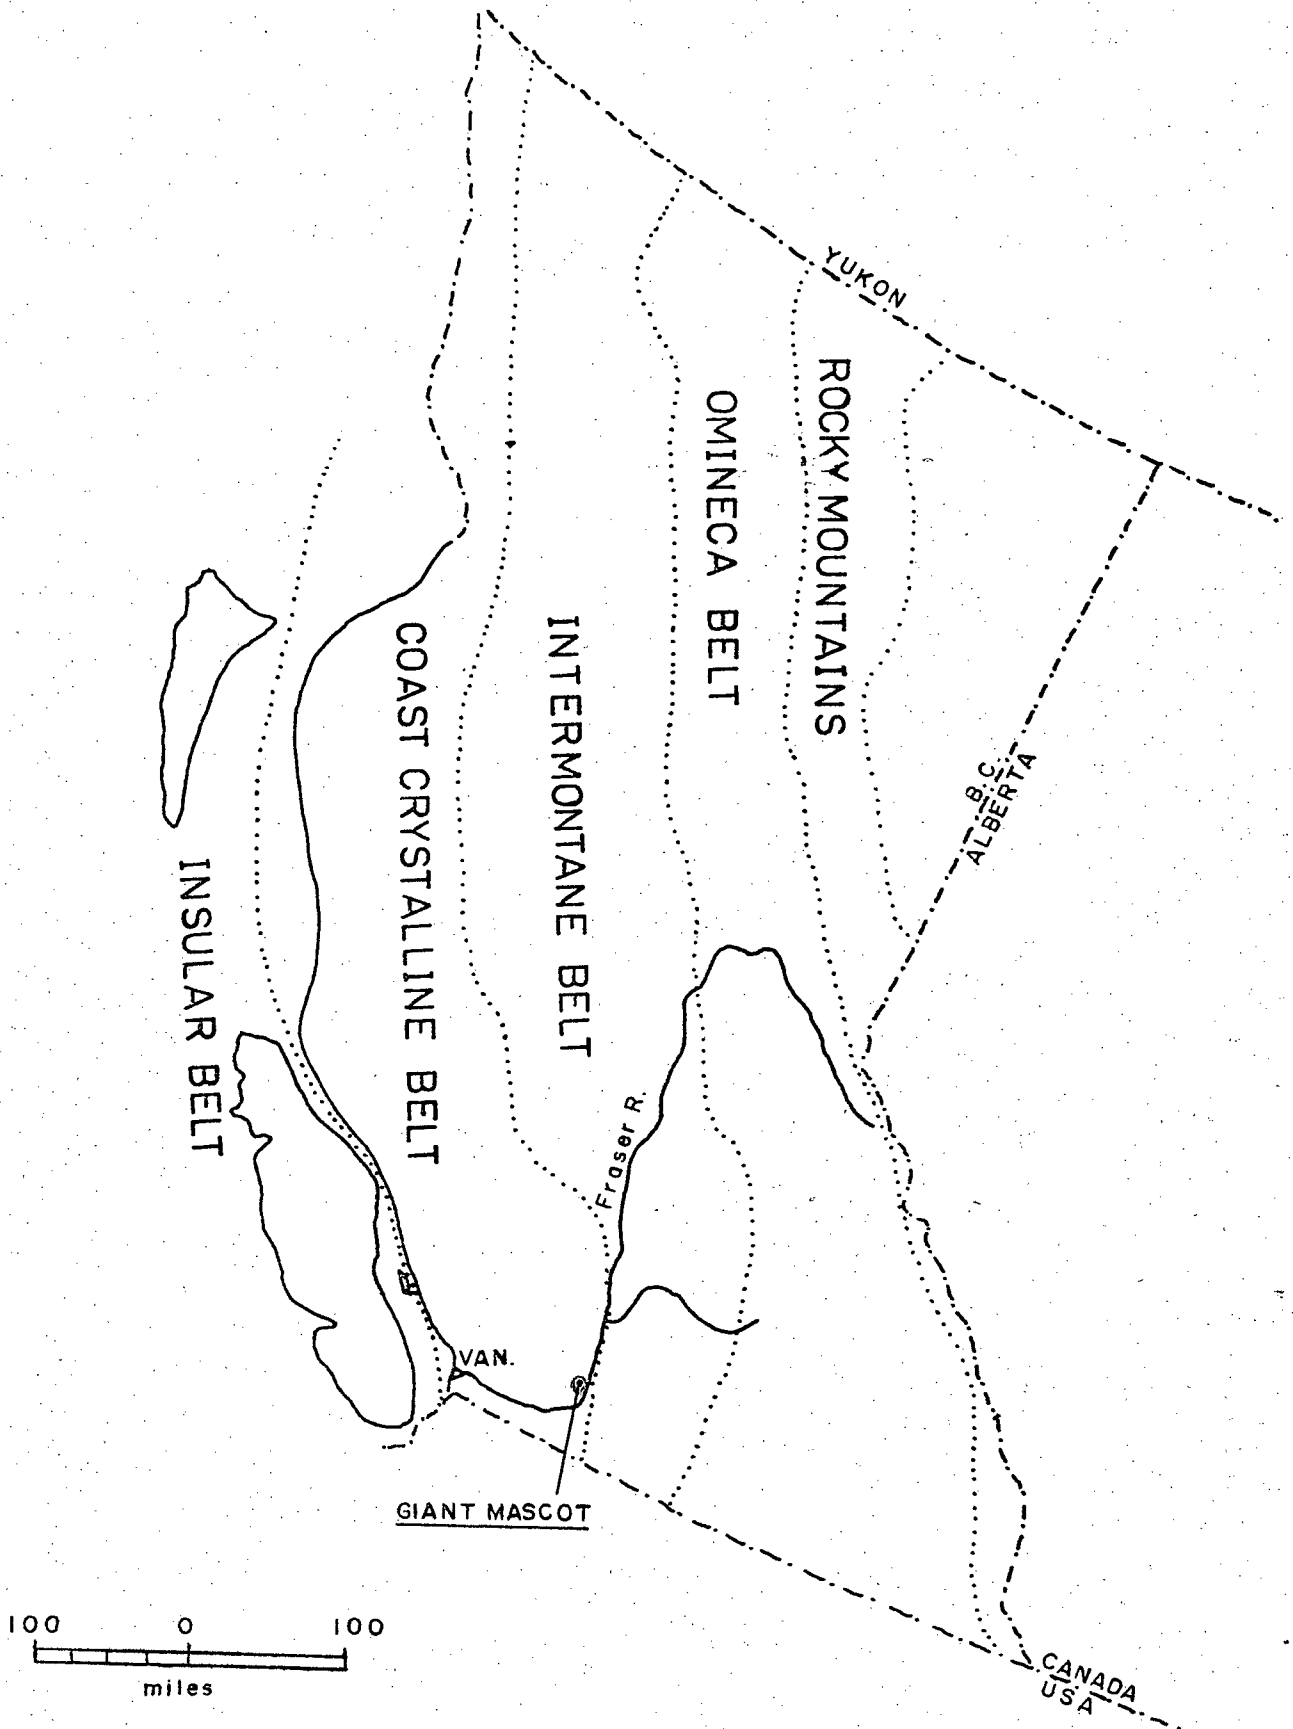 YUKON
ROCKY MOUNTAINS
OMINECA BELT
INTERMONTANE BELT
COAST CRYSTALLINE BELT
INSULAR BELT
B.C.
ALBERTA
Fraser R.
VAN.
GIANT MASCOT
100 0 100
miles
CANADA
USA